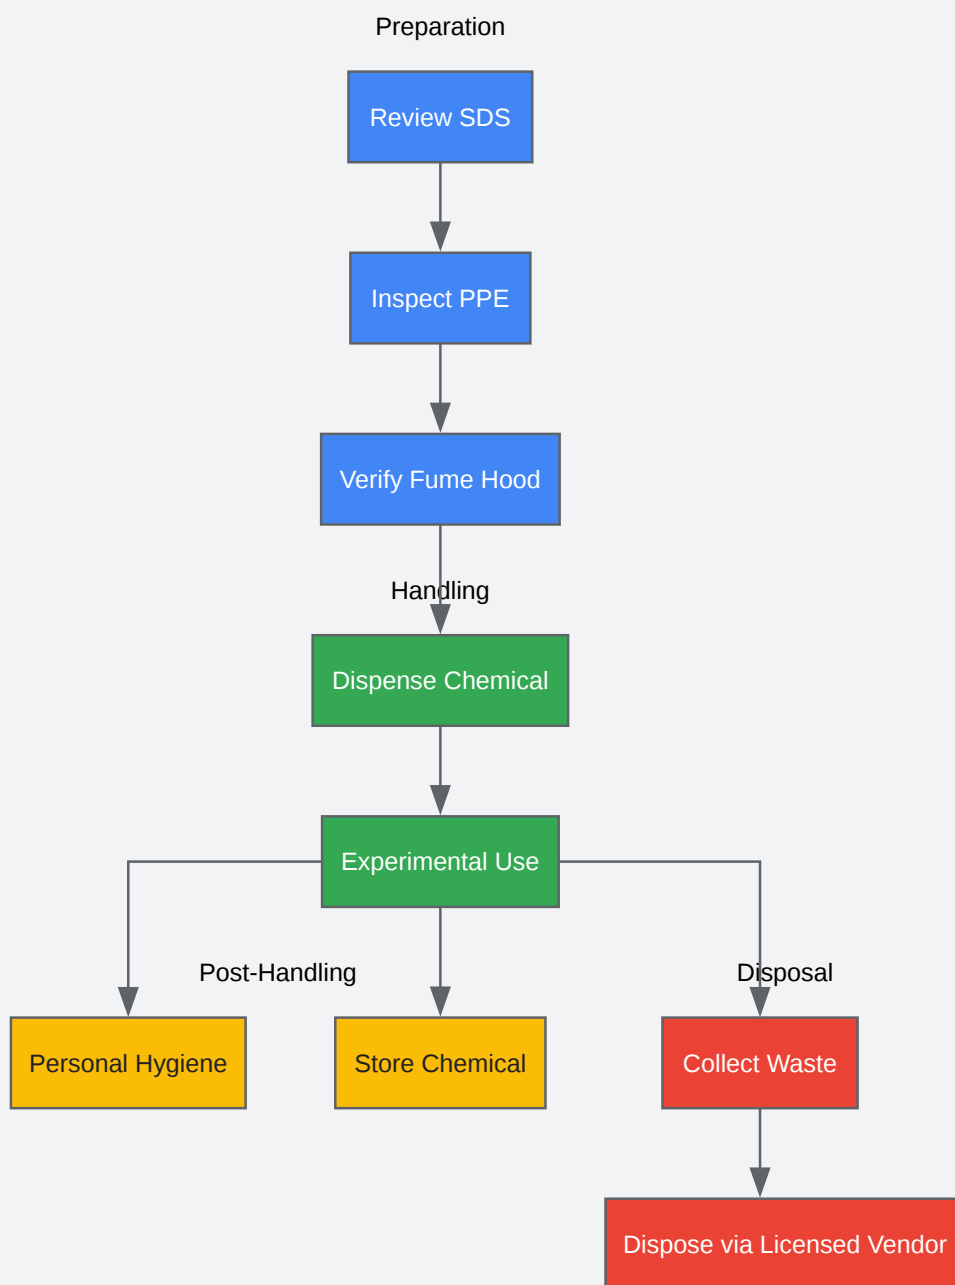 Preparation
Review SDS
Inspect PPE
Verify Fume Hood
Handling
Dispense Chemical
Experimental Use
Post-Handling
Disposal
Personal Hygiene
Store Chemical
Collect Waste
Dispose via Licensed Vendor